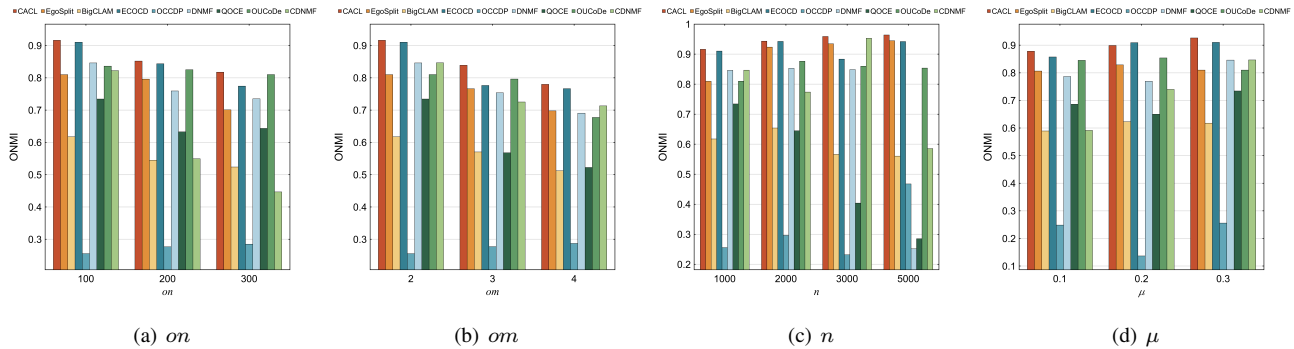 CACL EgoSplit BigCLAM ECOCD OCCDP DNMF QOCE OUCoDe CDNMF
0.9
0.8
0.7
0.6
0.5
0.4
0.3
ONMI
100 200 300
on
(a) on
CACL EgoSplit BigCLAM ECOCD OCCDP DNMF QOCE OUCoDe CDNMF
0.9
0.8
0.7
0.6
0.5
0.4
0.3
ONMI
2 3 4
om
(b) om
CACL EgoSplit BigCLAM ECOCD OCCDP DNMF QOCE OUCoDe CDNMF
1
0.9
0.8
0.7
0.6
0.5
0.4
0.3
0.2
ONMI
1000 2000 3000 5000
n
(c) n
CACL EgoSplit BigCLAM ECOCD OCCDP DNMF QOCE OUCoDe CDNMF
0.9
0.8
0.7
0.6
0.5
0.4
0.3
0.2
0.1
ONMI
0.1 0.2 0.3
μ
(d) μ